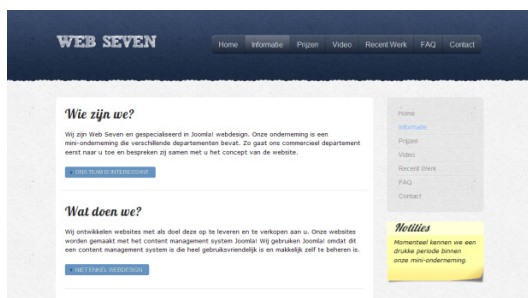 WEB SEVEN
Home Informatie Prijzen Video Recent Werk FAQ Contact
Wie zijn we?
Wij zijn Web Seven en gespecialiseerd in Joomla! webdesign. Onze onderneming is een
mini-onderneming die verschillende departementen bevat. Zo gaat ons commercieel departement
eerst naar u toe en bespreken zij samen met u het concept van de website.
ONS TEAM IS INTERESSANT
Wat doen we?
Wij ontwikkelen websites met als doel deze op te leveren en te verkopen aan u. Onze websites
worden gemaakt met het content management system Joomla! Wij gebruiken Joomla! omdat dit
een content management system is die heel gebruiksvriendelijk is en makkelijk zelf te beheren is.
NIET ENKEL WEBDESIGN
Home
Informatie
Prijzen
Video
Recent Werk
FAQ
Contact
Notities
Momenteel kennen we een
drukke periode binnen
onze mini-onderneming.